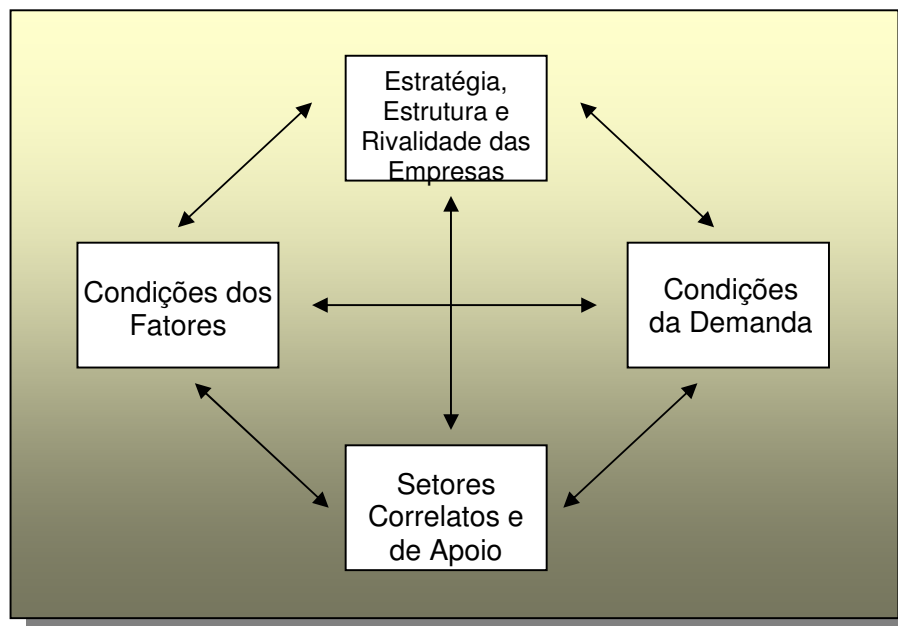 Estratégia,
Estrutura e
Rivalidade das
Empresas
Condições dos
Fatores
Condições
da Demanda
Setores
Correlatos e
de Apoio